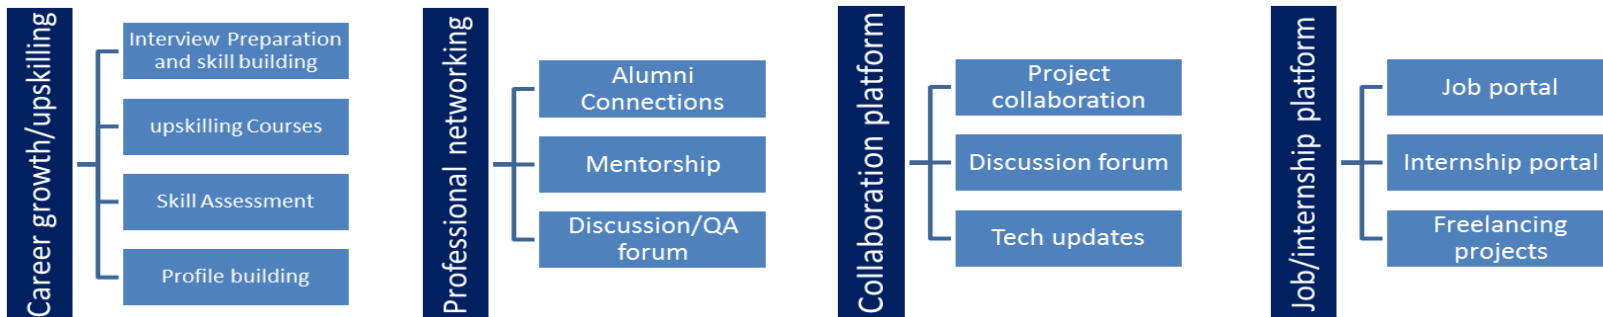 Career growth/upskilling
Interview Preparation
and skill building
upskilling Courses
Skill Assessment
Profile building
Professional networking
Alumni
Connections
Mentorship
Discussion/QA
forum
Collaboration platform
Project
collaboration
Discussion forum
Tech updates
Job/internship platform
Job portal
Internship portal
Freelancing
projects